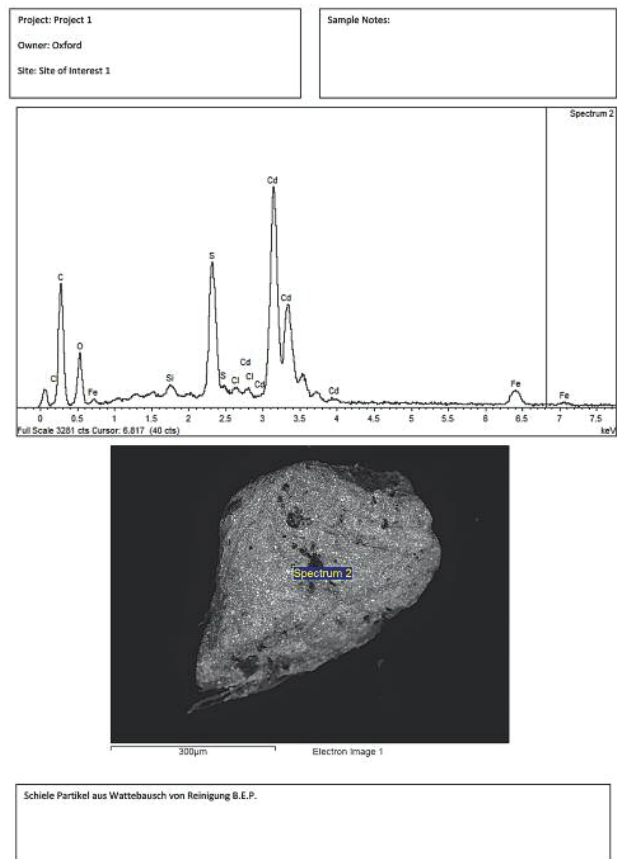 Project: Project 1
Owner: Oxford
Site: Site of Interest 1
Sample Notes:
Spectrum 2
Cd
S
Cd
C
O
Cl
Fe
Si
S
Cl
Cd
Cl
Cd
Cd
Fe
Fe
0 0.5 1 1.5 2 2.5 3 3.5 4 4.5 5 5.5 6 6.5 7 7.5
Full Scale 3281 cts Cursor: 6.817 (40 cts) keV
Spectrum 2
300µm Electron Image 1
Schiele Partikel aus Wattebausch von Reinigung B.E.P.